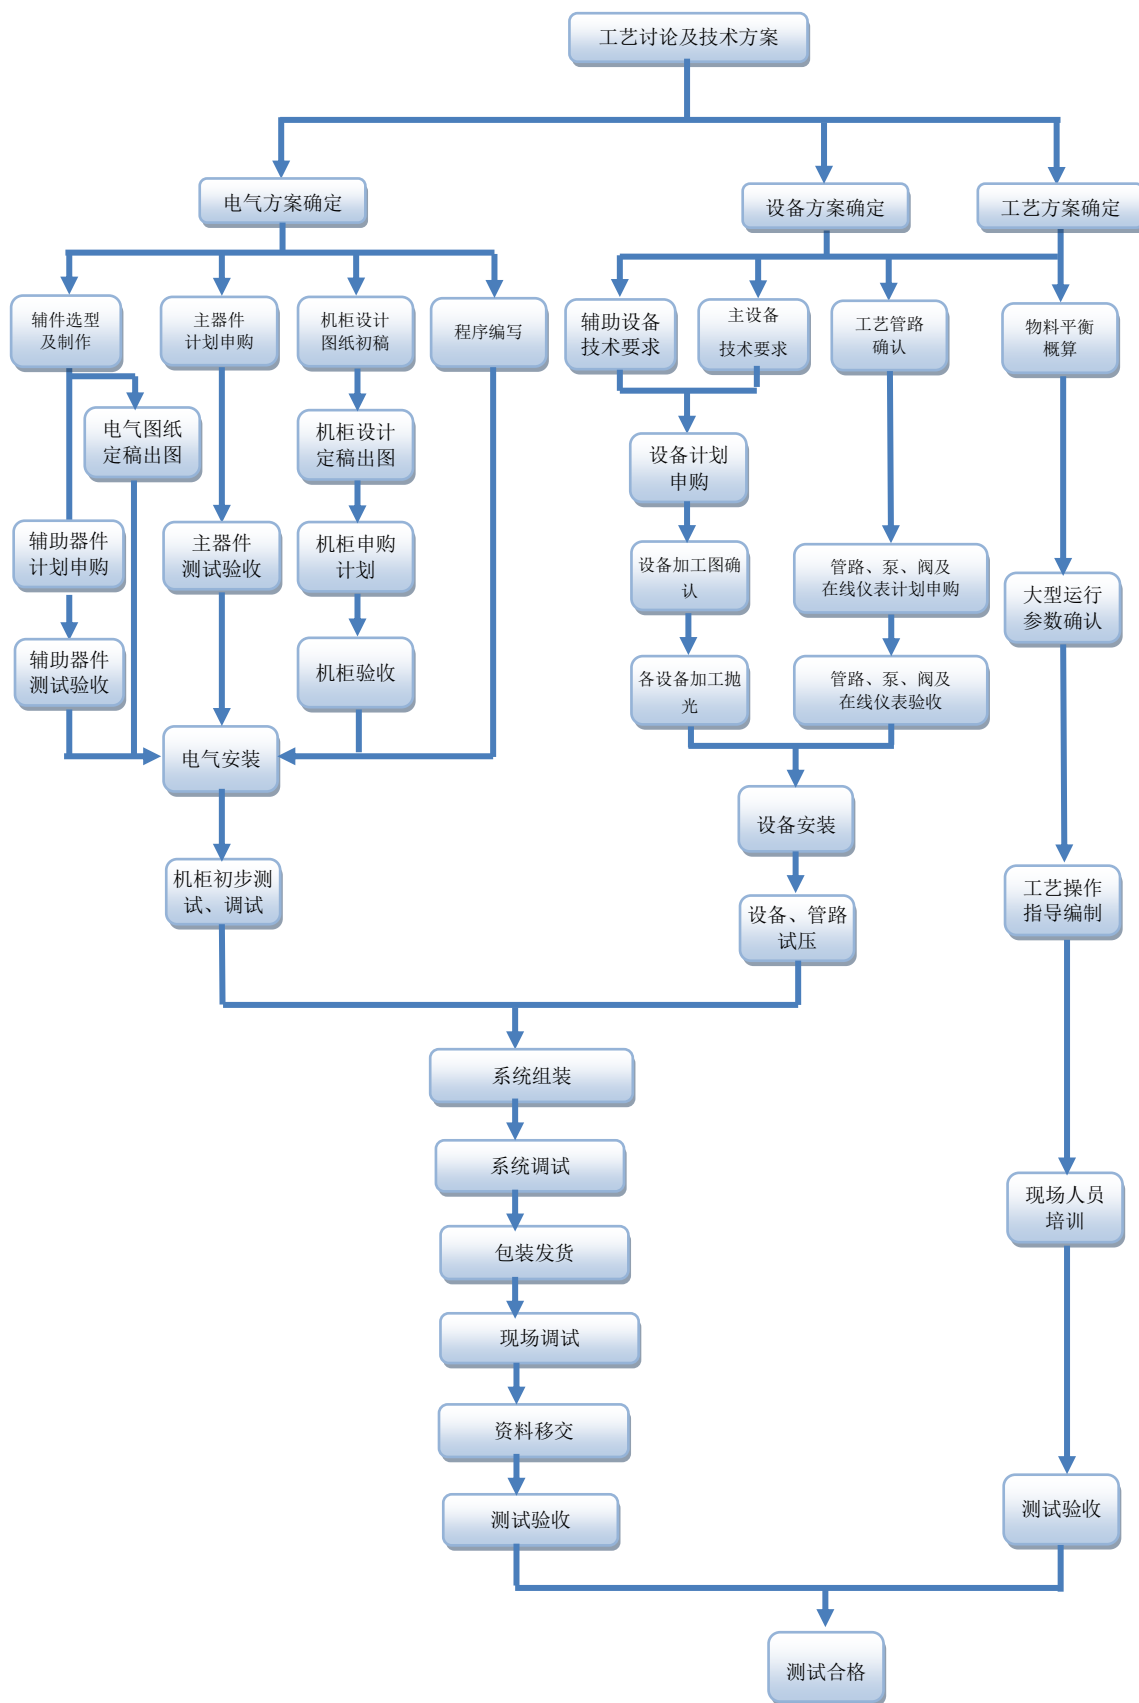 工艺讨论及技术方案
电气方案确定
设备方案确定
工艺方案确定
辅件选型
及制作
主器件
计划申购
机柜设计
图纸初稿
程序编写
辅助设备
技术要求
主设备
技术要求
工艺管路
确认
物料平衡
概算
电气图纸
定稿出图
机柜设计
定稿出图
设备计划
申购
辅助器件
计划申购
主器件
测试验收
机柜申购
计划
设备加工图确
认
管路、泵、阀及
在线仪表计划申购
大型运行
参数确认
辅助器件
测试验收
机柜验收
各设备加工抛
光
管路、泵、阀及
在线仪表验收
电气安装
设备安装
机柜初步测
试、调试
设备、管路
试压
工艺操作
指导编制
系统组装
系统调试
现场人员
培训
包装发货
现场调试
资料移交
测试验收
测试验收
测试合格